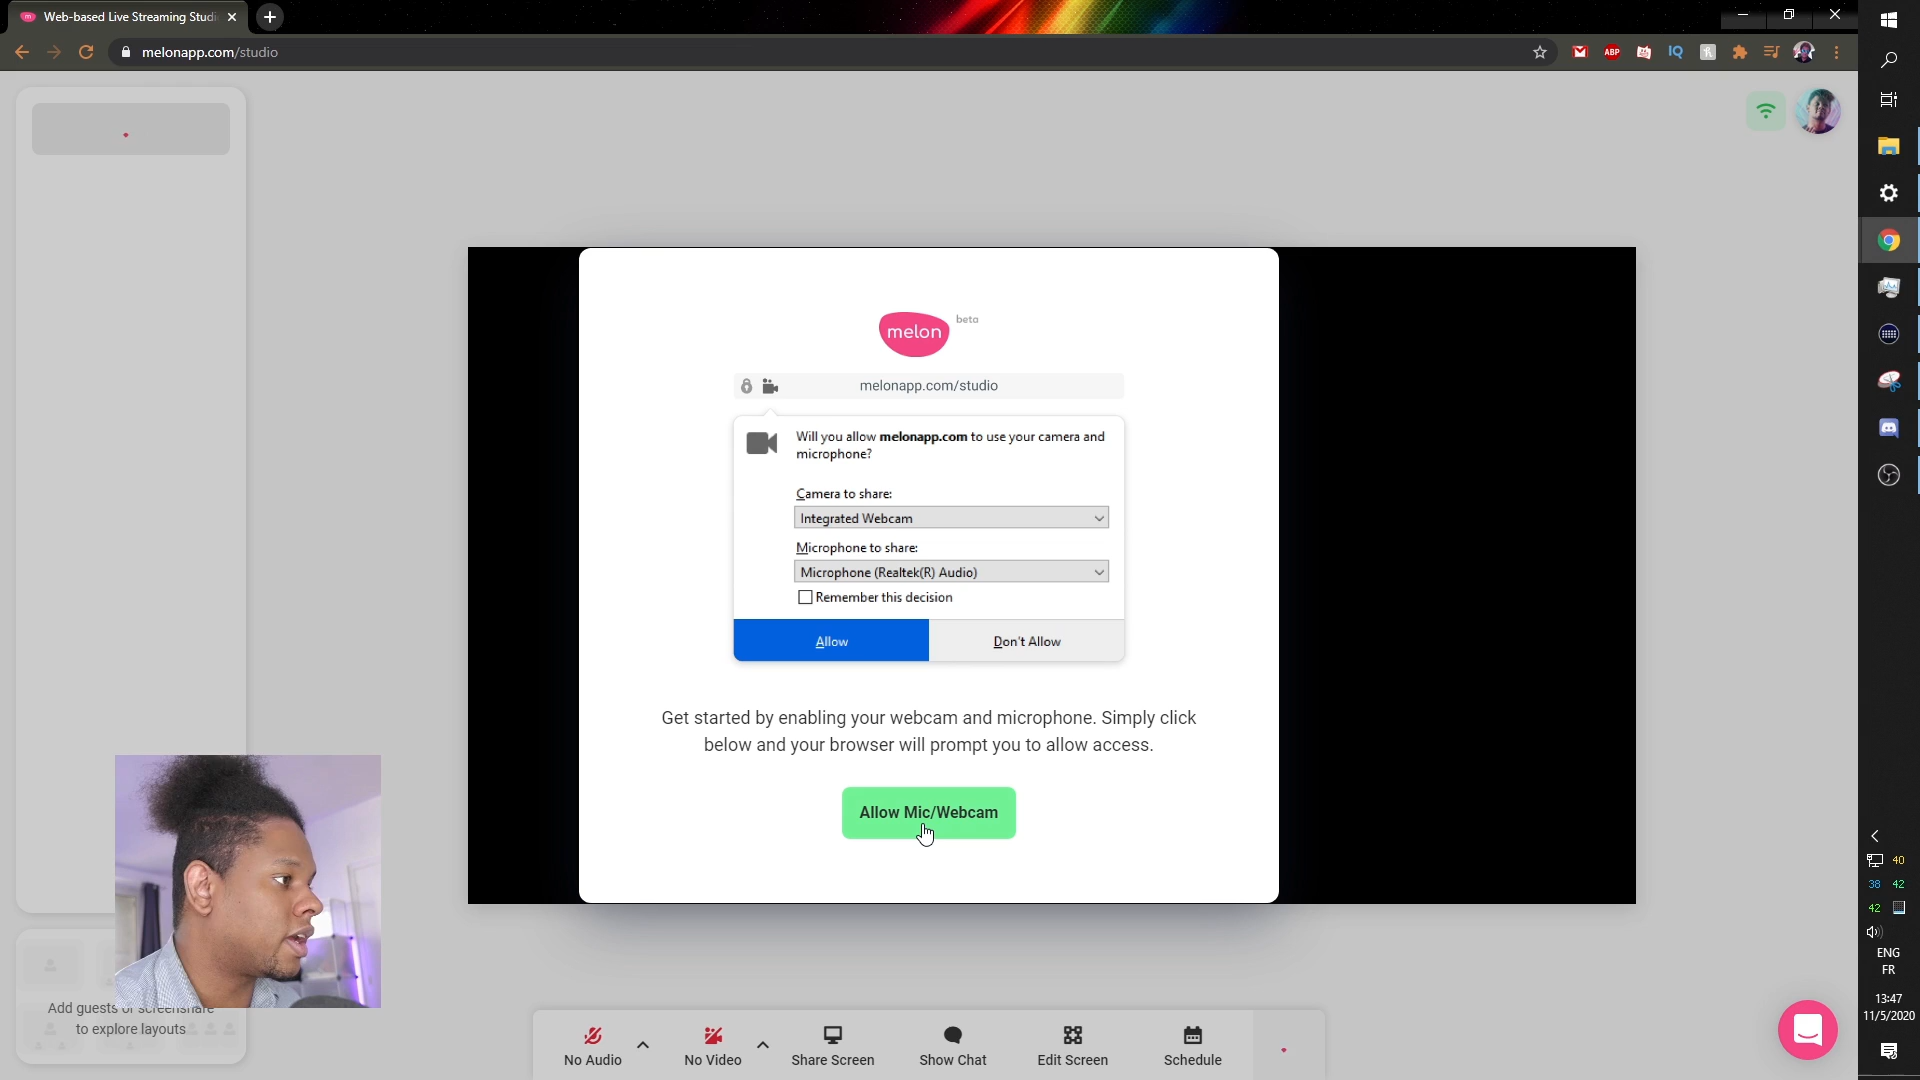 Web-based Live Streaming Studi
melonapp.com/studio
ABP
IQ
melon
beta
melonapp.com/studio
Will you allow melonapp.com to use your camera and
microphone?
Camera to share:
Integrated Webcam
Microphone to share:
Microphone (Realtek(R) Audio)
Remember this decision
Allow
Don't Allow
Get started by enabling your webcam and microphone. Simply click
below and your browser will prompt you to allow access.
Allow Mic/Webcam
Add guests or screenshare
to explore layouts
No Audio
No Video
Share Screen
Show Chat
Edit Screen
Schedule
40
38 42
42
ENG
FR
13:47
11/5/2020